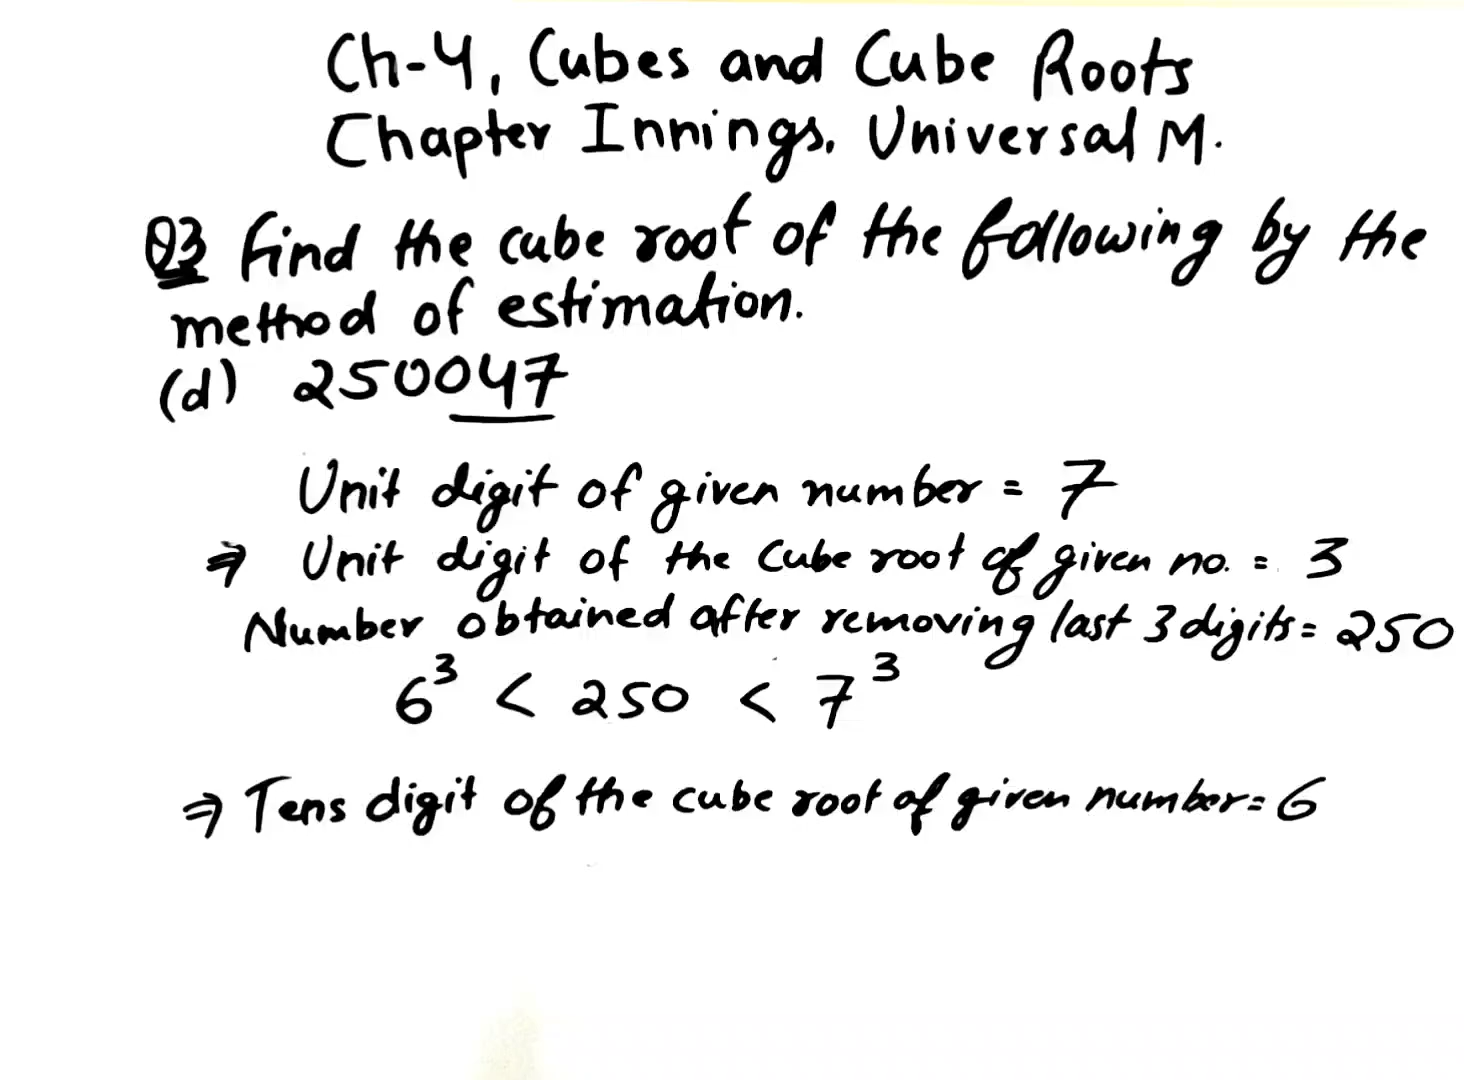 Ch-4, Cubes and Cube Roots
Chapter Innings. Universal M.
Q3 Find the cube root of the following by the
method of estimation.
(d) 250047
Unit digit of given number = 7
⇒ Unit digit of the Cube root of given no. = 3
Number obtained after removing last 3 digits = 250
6³ < 250 < 7³
⇒ Tens digit of the cube root of given number = 6